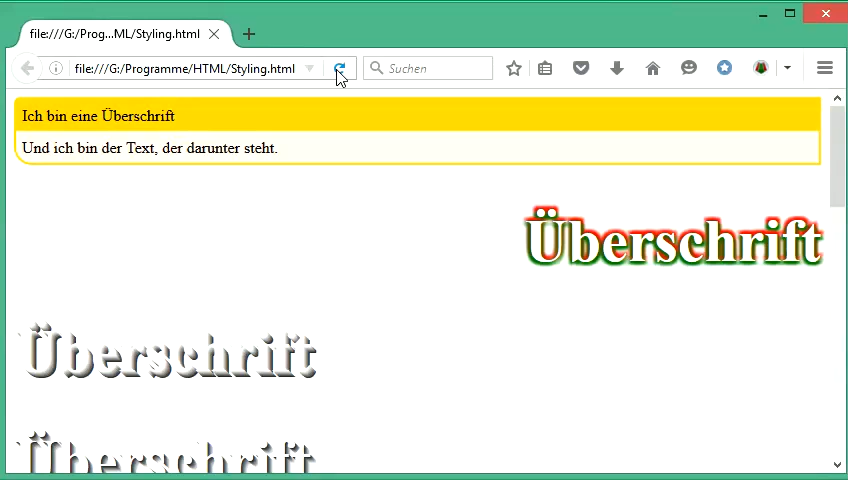 file:///G:/Prog...ML/Styling.html
file:///G:/Programme/HTML/Styling.html
Suchen
Ich bin eine Überschrift
Und ich bin der Text, der darunter steht.
Überschrift
Überschrift
Überschrift